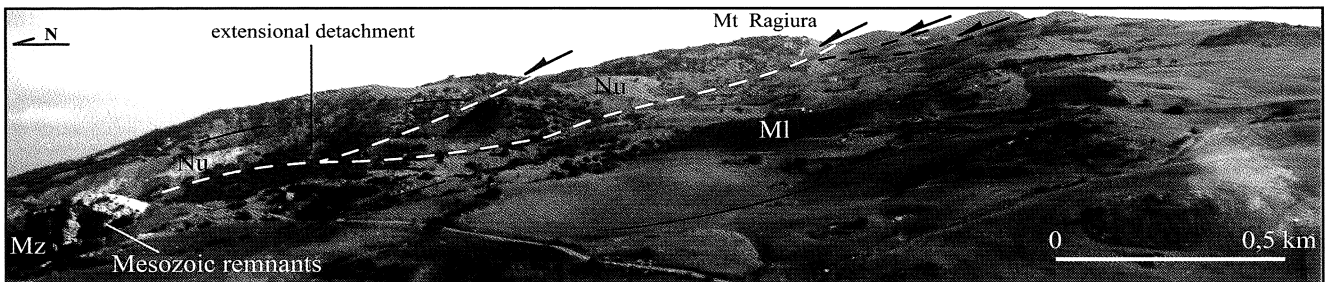 N
extensional detachment
Mt Ragiura
Nu
Nu
Ml
Mz
Mesozoic remnants
0 0,5 km